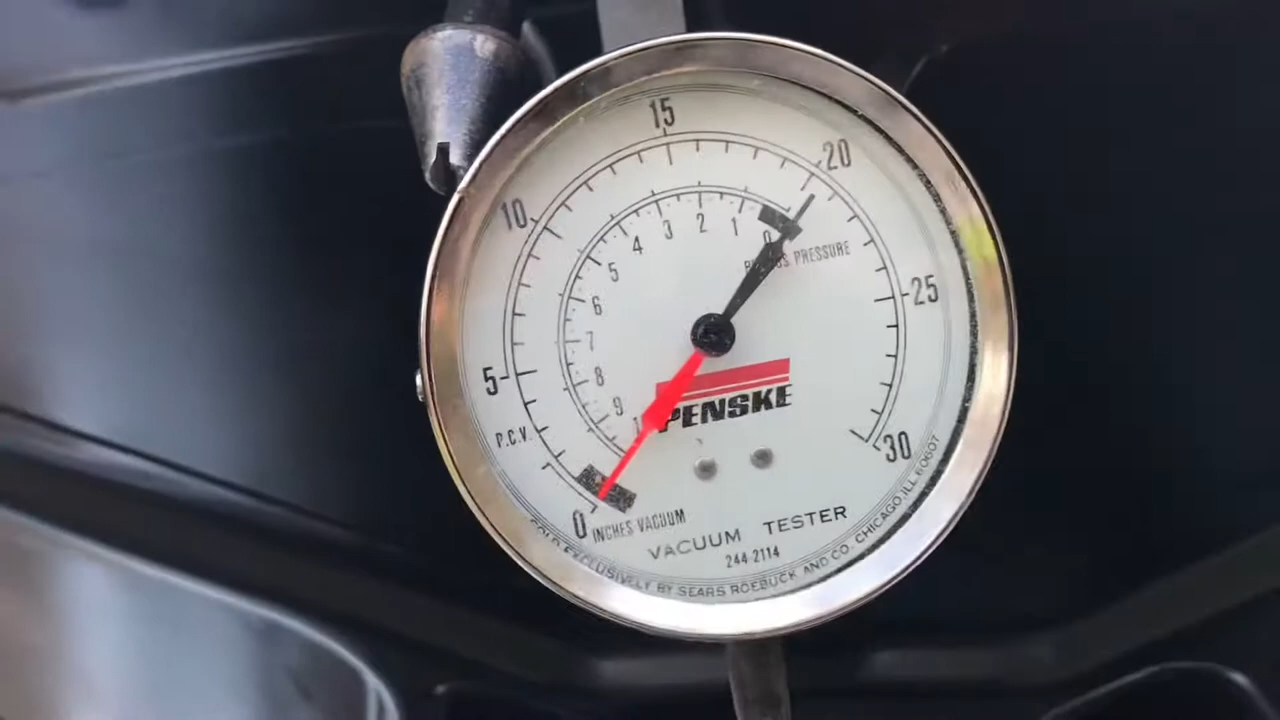 15
20
10
3 2 1
4
5
PRESSURE
6
25
7
5
8
9
PENSKE
P.C.V.
30
0 INCHES VACUUM
VACUUM TESTER
244-2114
SOLD EXCLUSIVELY BY SEARS ROEBUCK AND CO. CHICAGO, ILL 60607